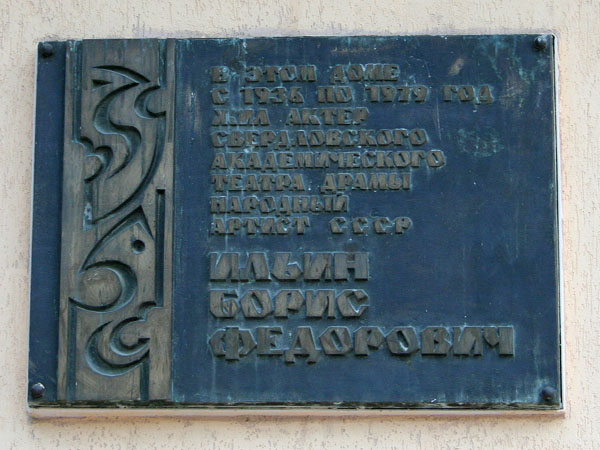 В ЭТОМ ДОМЕ
С 1936 ПО 1979 ГОД
ЖИЛ АКТЕР
СВЕРДЛОВСКОГО
АКАДЕМИЧЕСКОГО
ТЕАТРА ДРАМЫ
НАРОДНЫЙ
АРТИСТ СССР
ИЛЬИН
БОРИС
ФЕДОРОВИЧ